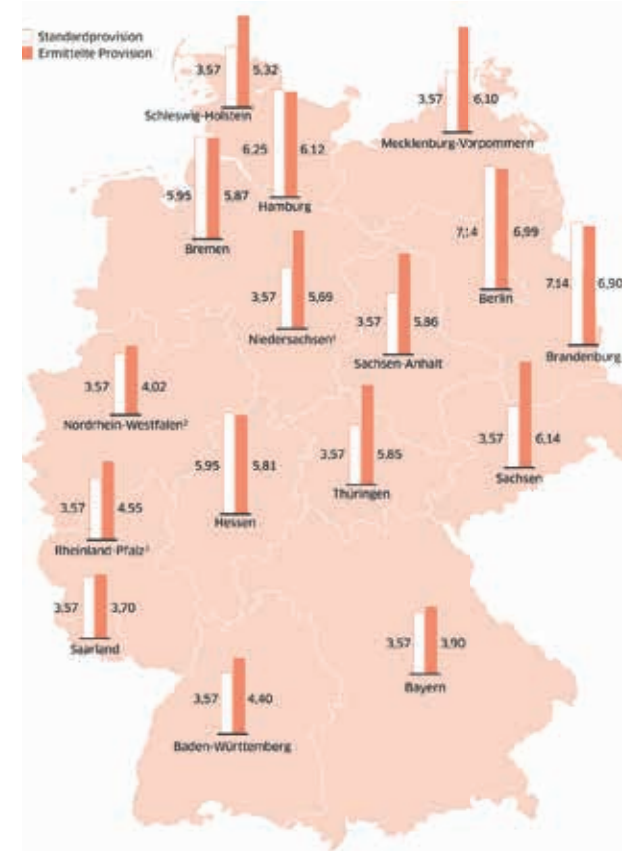 Standardprovision
Ermittelte Provision
3,57 5,32
Schleswig-Holstein
3,57 6,10
Mecklenburg-Vorpommern
6,25 6,12
Hamburg
5,95 5,87
Bremen
7,14 6,99
Berlin
7,14 6,90
Brandenburg
3,57 5,69
Niedersachsen¹
3,57 5,86
Sachsen-Anhalt
3,57 4,02
Nordrhein-Westfalen²
5,95 5,81
Hessen
3,57 5,85
Thüringen
3,57 6,14
Sachsen
3,57 4,55
Rheinland-Pfalz³
3,57 3,70
Saarland
3,57 3,90
Bayern
3,57 4,40
Baden-Württemberg